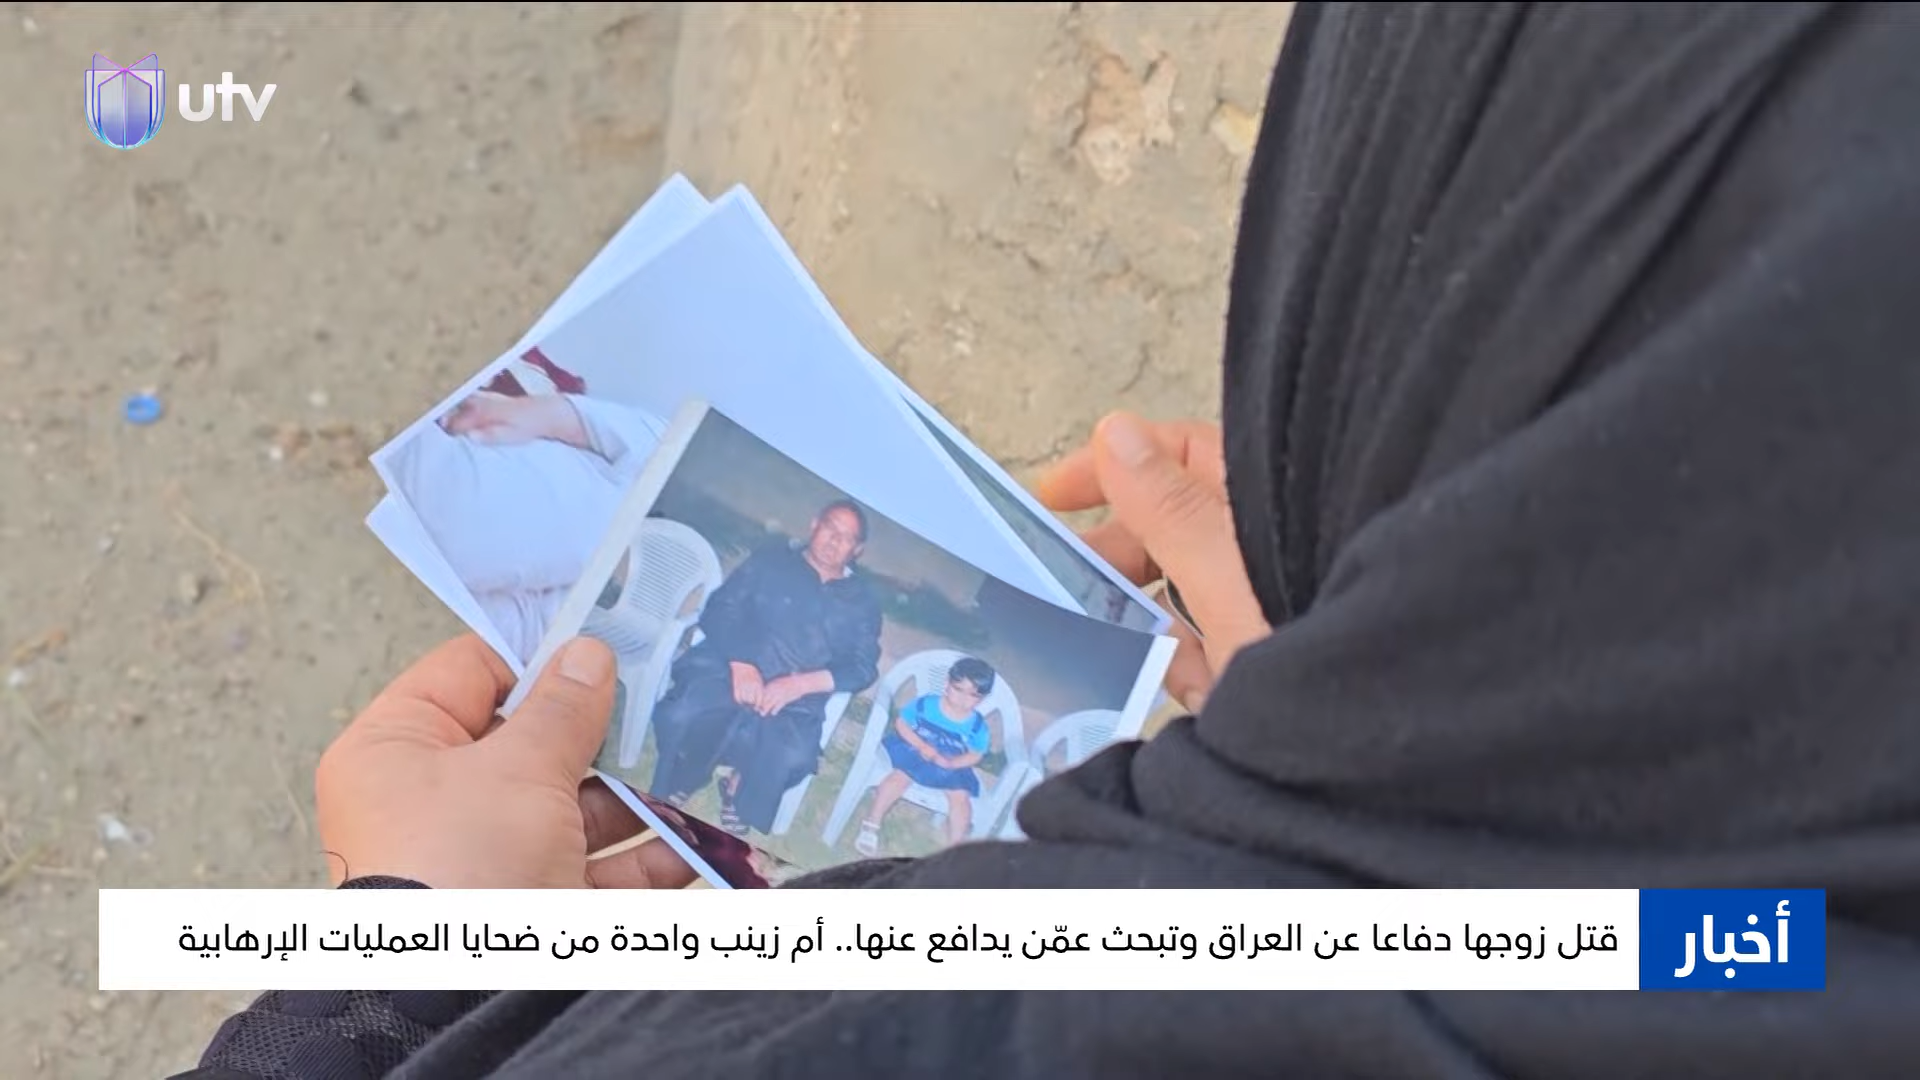 utv
أخبار
قتل زوجها دفاعا عن العراق وتبحث عمّن يدافع عنها.. أم زينب واحدة من ضحايا العمليات الإرهابية